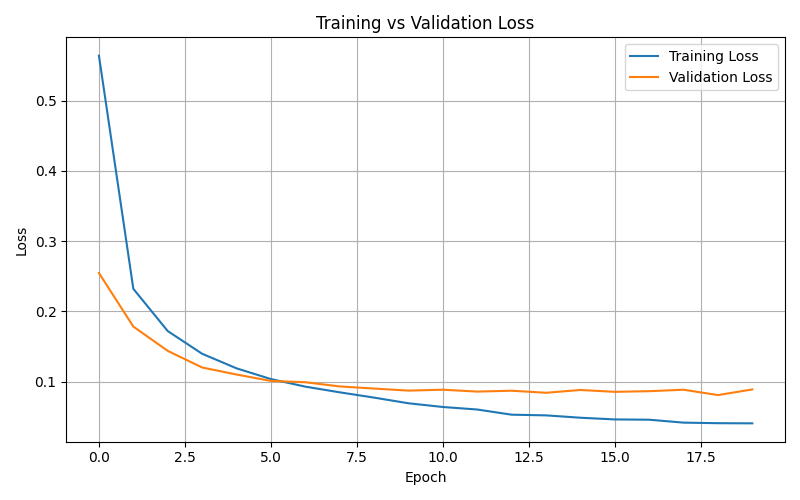 Training vs Validation Loss
Training Loss
Validation Loss
0.5
0.4
0.3
0.2
0.1
Loss
0.0 2.5 5.0 7.5 10.0 12.5 15.0 17.5
Epoch